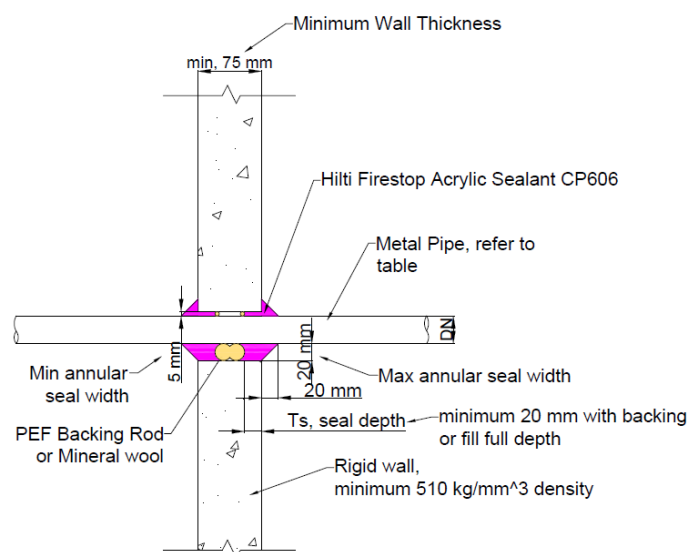 Minimum Wall Thickness
min, 75 mm
Hilti Firestop Acrylic Sealant CP606
Metal Pipe, refer to
table
DN
5 mm
20 mm
Min annular
seal width
Max annular seal width
20 mm
PEF Backing Rod
or Mineral wool
Ts, seal depth
minimum 20 mm with backing
or fill full depth
Rigid wall,
minimum 510 kg/mm^3 density